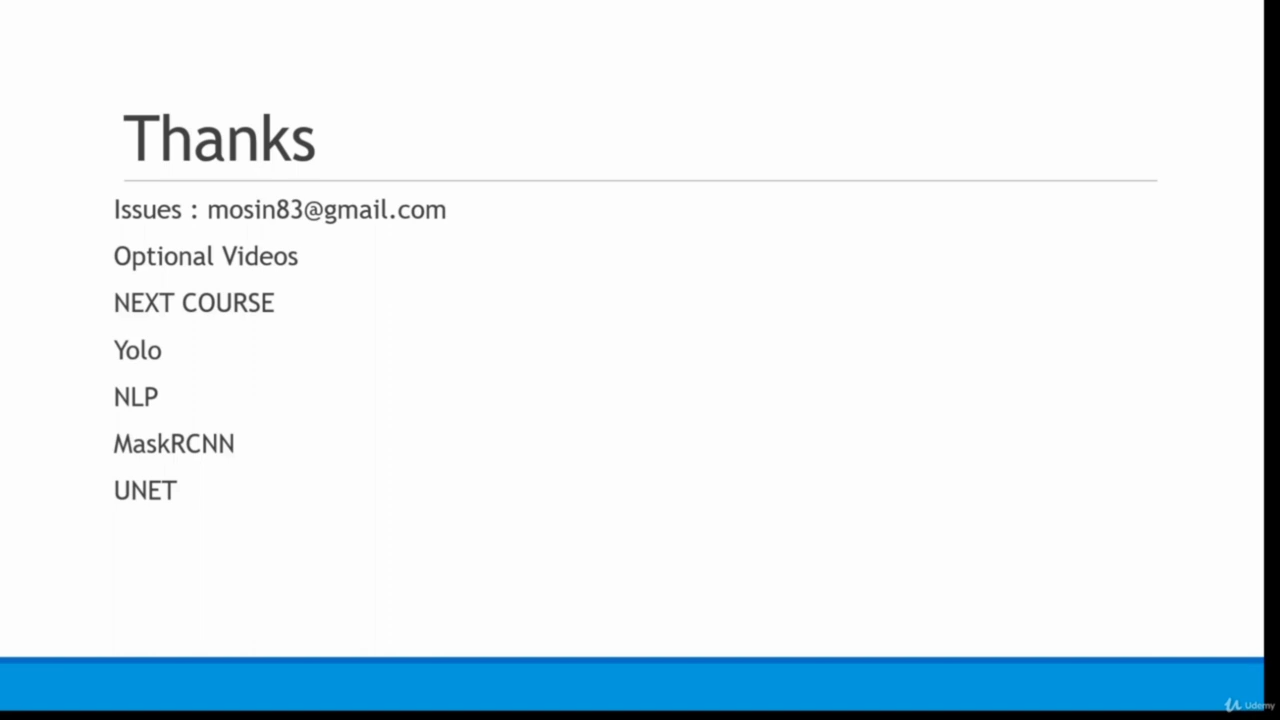 Thanks
Issues : mosin83@gmail.com
Optional Videos
NEXT COURSE
Yolo
NLP
MaskRCNN
UNET
Udemy